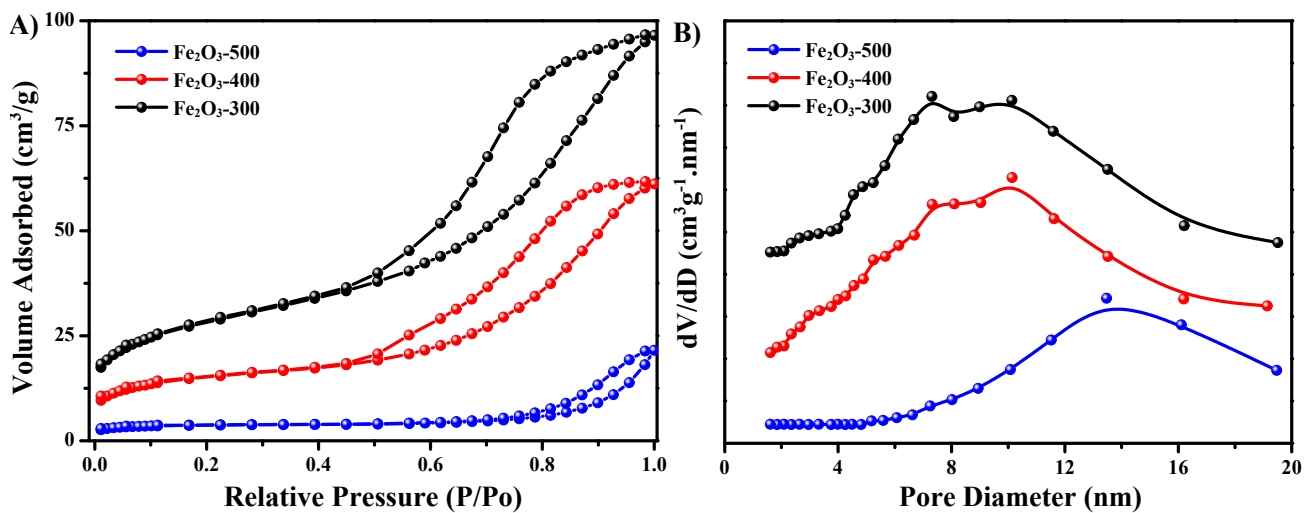 A)
Fe₂O₃-500
Fe₂O₃-400
Fe₂O₃-300
Volume Adsorbed (cm³/g)
100
75
50
25
0
0.0 0.2 0.4 0.6 0.8 1.0
Relative Pressure (P/Po)
B)
Fe₂O₃-500
Fe₂O₃-400
Fe₂O₃-300
dV/dD (cm³g⁻¹.nm⁻¹)
0 4 8 12 16 20
Pore Diameter (nm)